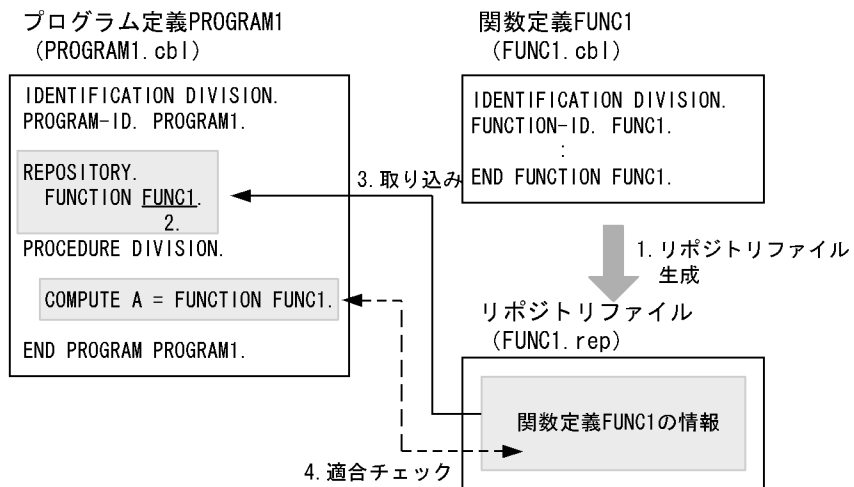 プログラム定義PROGRAM1
（PROGRAM1.cbl）
IDENTIFICATION DIVISION.
PROGRAM-ID. PROGRAM1.
REPOSITORY.
FUNCTION FUNC1.
2.
PROCEDURE DIVISION.
COMPUTE A = FUNCTION FUNC1.
END PROGRAM PROGRAM1.
関数定義FUNC1
（FUNC1.cbl）
IDENTIFICATION DIVISION.
FUNCTION-ID. FUNC1.
:
END FUNCTION FUNC1.
3.取り込み
1.リポジトリファイル
生成
リポジトリファイル
（FUNC1.rep）
関数定義FUNC1の情報
4.適合チェック